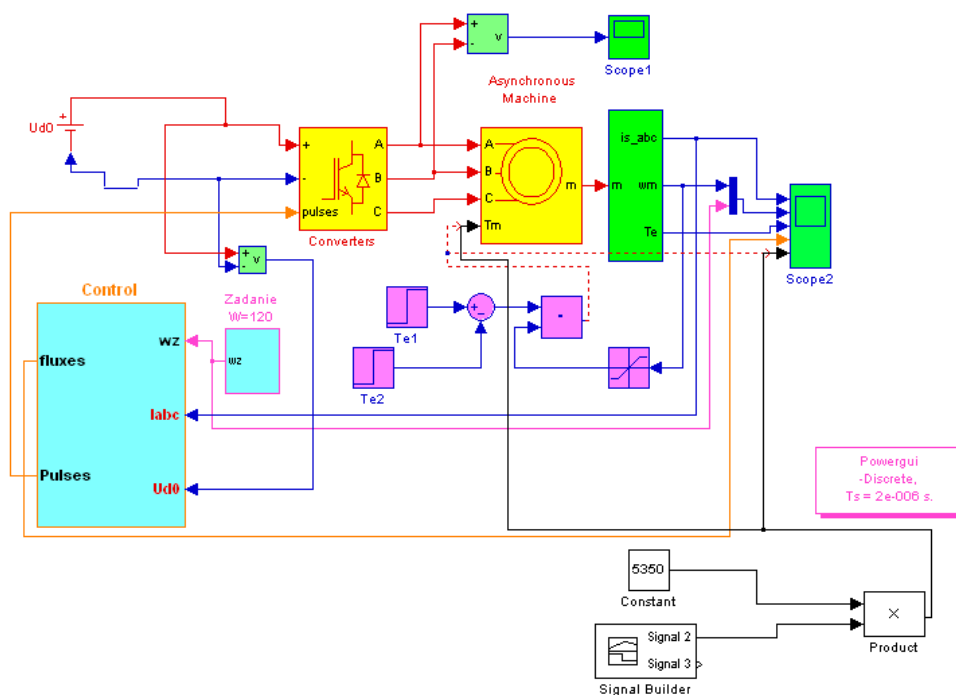 +
-
v
Scope1
Asynchronous
Machine
Ud0
+
+
-
pulses
A
B
C
Converters
A
B
C
Tm
m
m
is_abc
wm
Te
Scope2
+
-
v
Control
Zadanie
W=120
wz
wz
fluxes
Iabc
Pulses
Ud0
Te1
Te2
+
-
Powergui
-Discrete,
Ts = 2e-006 s.
5350
Constant
×
Product
Signal 2
Signal 3
Signal Builder